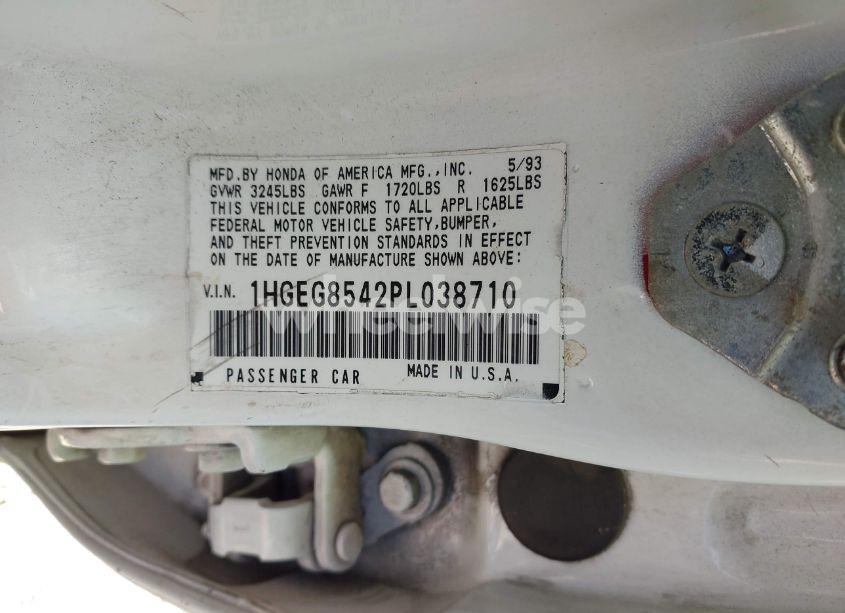 MFD.BY HONDA OF AMERICA MFG.,INC. 5/93
GVWR 3245LBS GAWR F 1720LBS R 1625LBS
THIS VEHICLE CONFORMS TO ALL APPLICABLE
FEDERAL MOTOR VEHICLE SAFETY,BUMPER,
AND THEFT PREVENTION STANDARDS IN EFFECT
ON THE DATE OF MANUFACTURE SHOWN ABOVE:
V.I.N. 1HGEG8542PL038710
wheelwise
PASSENGER CAR MADE IN U.S.A.